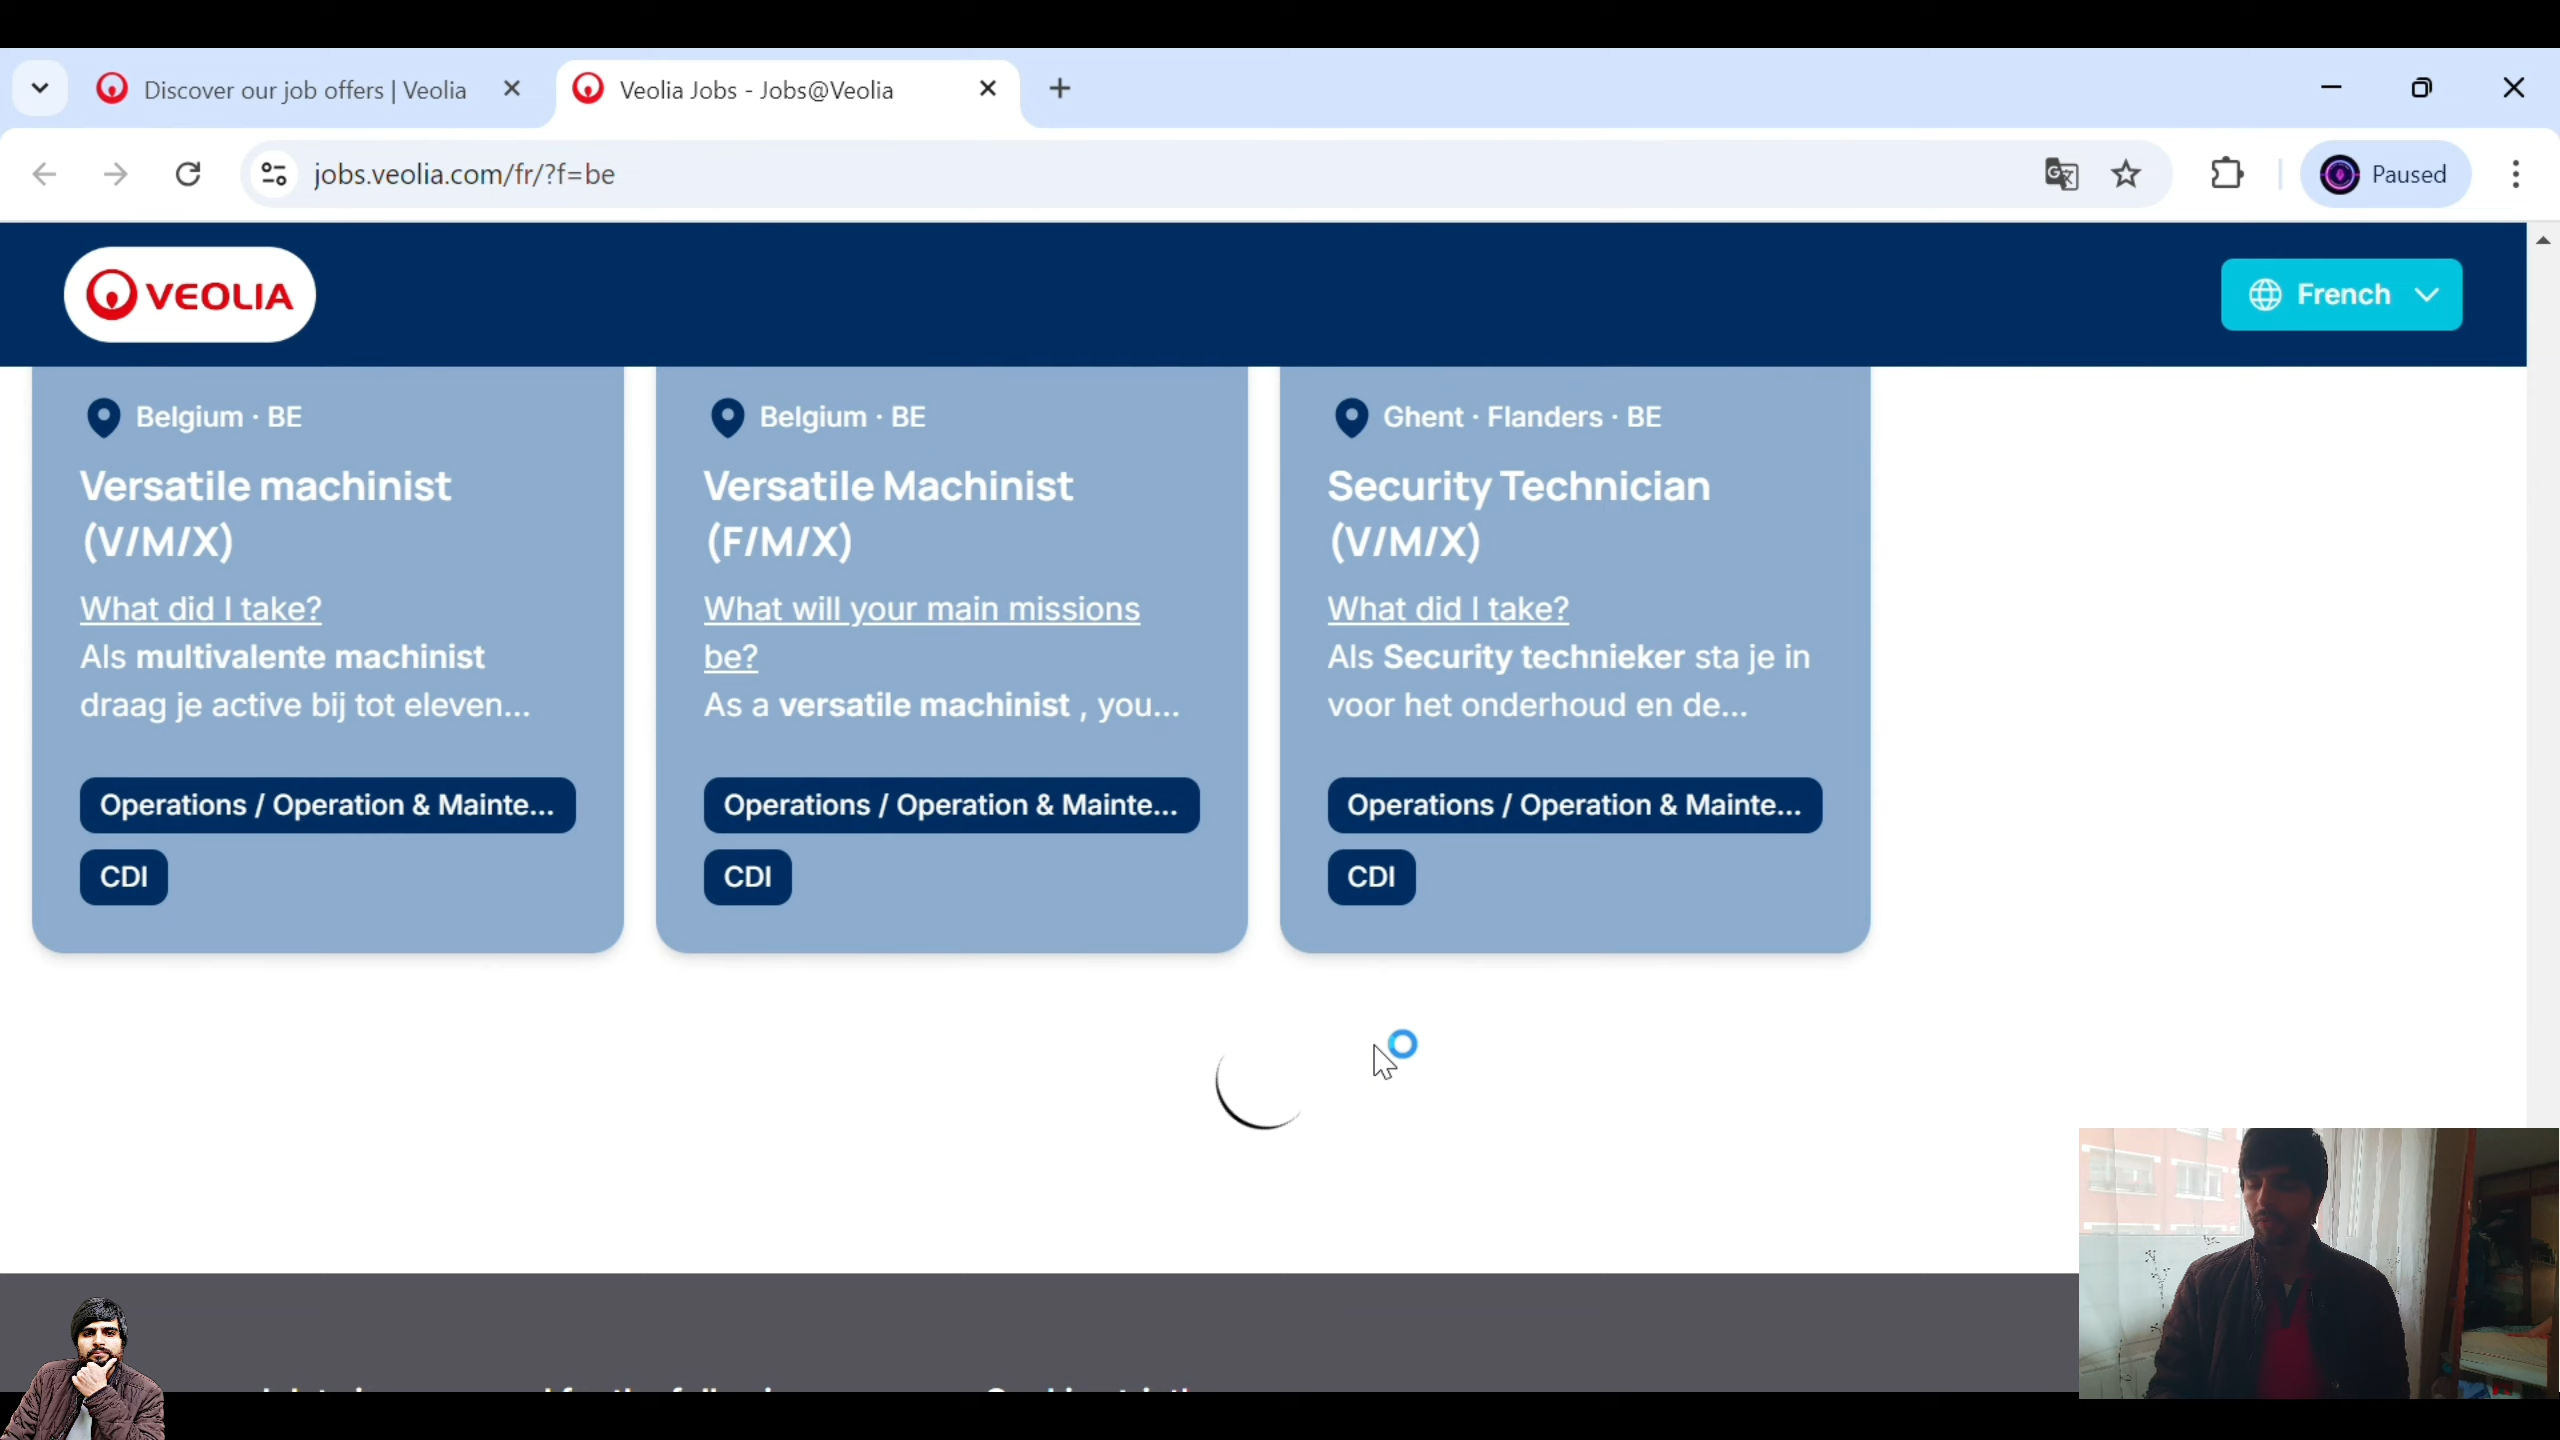 Discover our job offers | Veolia
Veolia Jobs - Jobs@Veolia
jobs.veolia.com/fr/?f=be
Paused
VEOLIA
French
Belgium · BE
Versatile machinist
(V/M/X)
What did I take?
Als multivalente machinist
draag je active bij tot eleven...
Operations / Operation & Mainte...
CDI
Belgium · BE
Versatile Machinist
(F/M/X)
What will your main missions
be?
As a versatile machinist , you...
Operations / Operation & Mainte...
CDI
Ghent · Flanders · BE
Security Technician
(V/M/X)
What did I take?
Als Security technieker sta je in
voor het onderhoud en de...
Operations / Operation & Mainte...
CDI